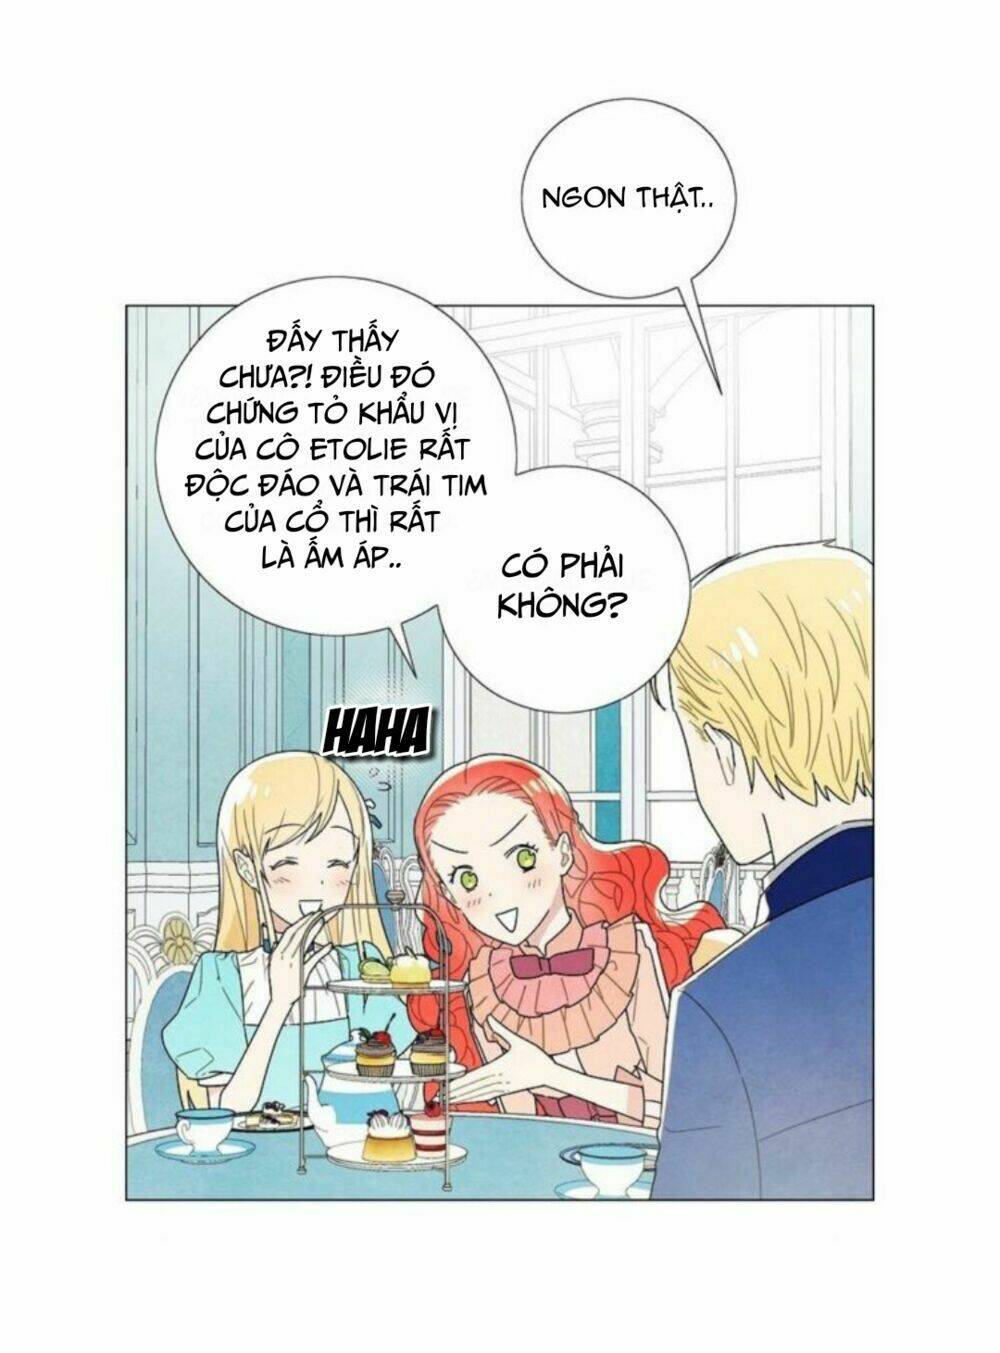 NGON THẬT..
ĐẤY THẤY
CHƯA?! ĐIỀU ĐÓ
CHỨNG TỎ KHẨU VỊ
CỦA CÔ ETOLIE RẤT
ĐỘC ĐÁO VÀ TRÁI TIM
CỦA CỔ THÌ RẤT
LÀ ẤM ÁP..
CÓ PHẢI
KHÔNG?
HAHA